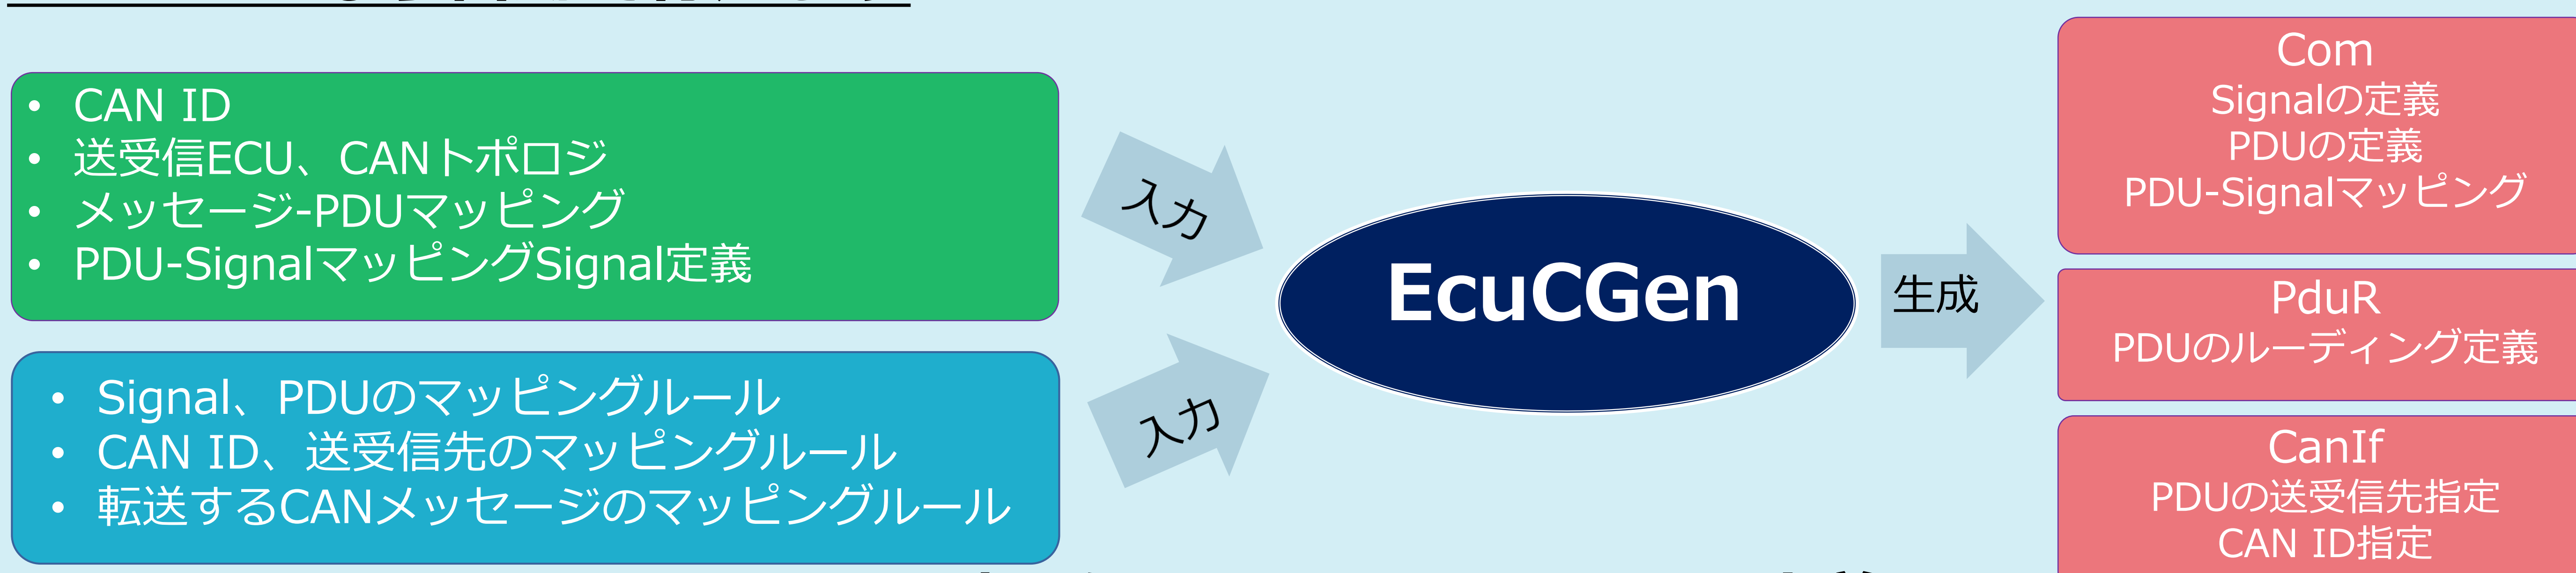 • CAN ID
• 送受信ECU、CANトポロジ
• メッセージ-PDUマッピング
• PDU-SignalマッピングSignal定義
• Signal、PDUのマッピングルール
• CAN ID、送受信先のマッピングルール
• 転送するCANメッセージのマッピングルール
入力
入力
EcuCGen
生成
Com
Signalの定義
PDUの定義
PDU-Signalマッピング
PduR
PDUのルーティング定義
CanIf
PDUの送受信先指定
CAN ID指定